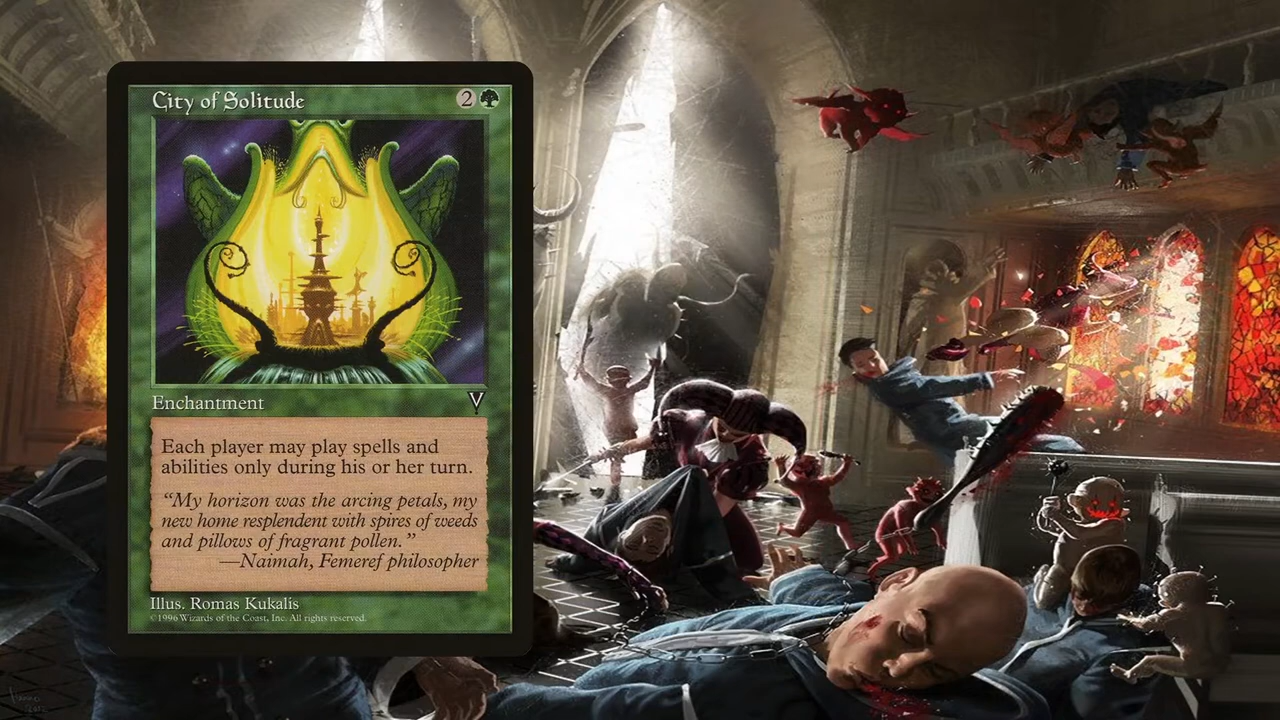 City of Solitude 2
Enchantment V
Each player may play spells and
abilities only during his or her turn.
“My horizon was the arcing petals, my
new home resplendent with spires of weeds
and pillows of fragrant pollen.”
—Naimah, Femeref philosopher
Illus. Romas Kukalis
©1996 Wizards of the Coast, Inc. All rights reserved.